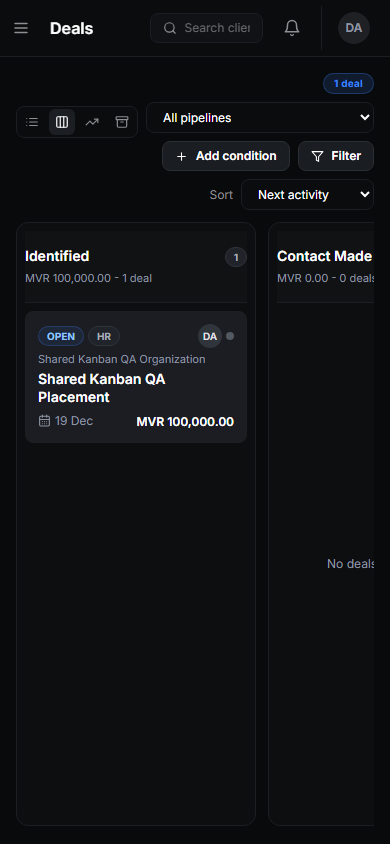 Deals
Search clier
DA
1 deal
All pipelines
Add condition
Filter
Sort
Next activity
Identified
1
MVR 100,000.00 - 1 deal
OPEN
HR
DA
Shared Kanban QA Organization
Shared Kanban QA
Placement
19 Dec
MVR 100,000.00
Contact Made
MVR 0.00 - 0 deals
No deals